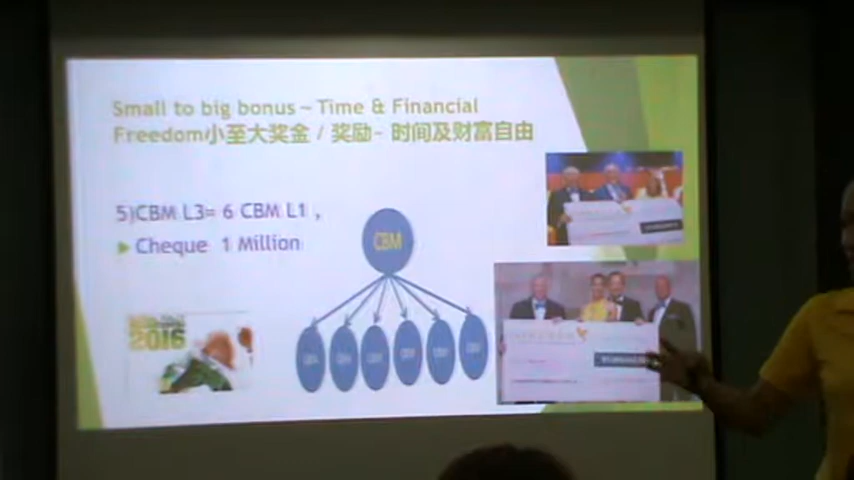 Small to big bonus – Time & Financial
Freedom小至大奖金 / 奖励- 时间及财富自由
5)CBM L3= 6 CBM L1 ,
Cheque 1 Million
CBM
2016